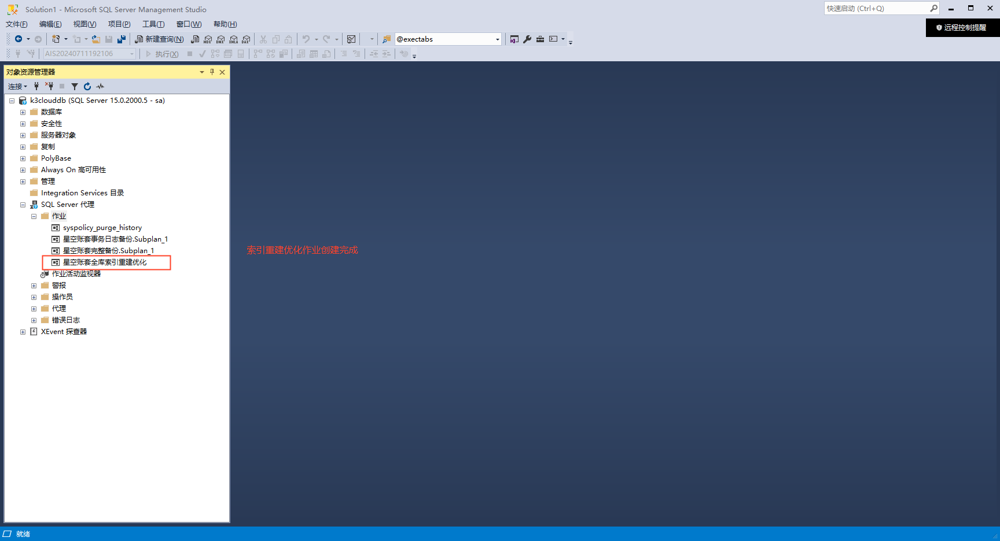 Solution1 - Microsoft SQL Server Management Studio
快速启动 (Ctrl+Q)
文件(F) 编辑(E) 视图(V) 项目(P) 工具(T) 窗口(W) 帮助(H)
远程控制提醒
新建查询(N) MDX DMX XMLA DAX @exectabs
AIS20240711192106 执行(X)
对象资源管理器
连接
k3clouddb (SQL Server 15.0.2000.5 - sa)
数据库
安全性
服务器对象
复制
PolyBase
Always On 高可用性
管理
Integration Services 目录
SQL Server 代理
作业
syspolicy_purge_history
星空账套事务日志备份.Subplan_1
星空账套完整备份.Subplan_1
索引重建优化作业创建完成
星空账套全库索引重建优化
作业活动监视器
警报
操作员
代理
错误日志
XEvent 探查器
就绪